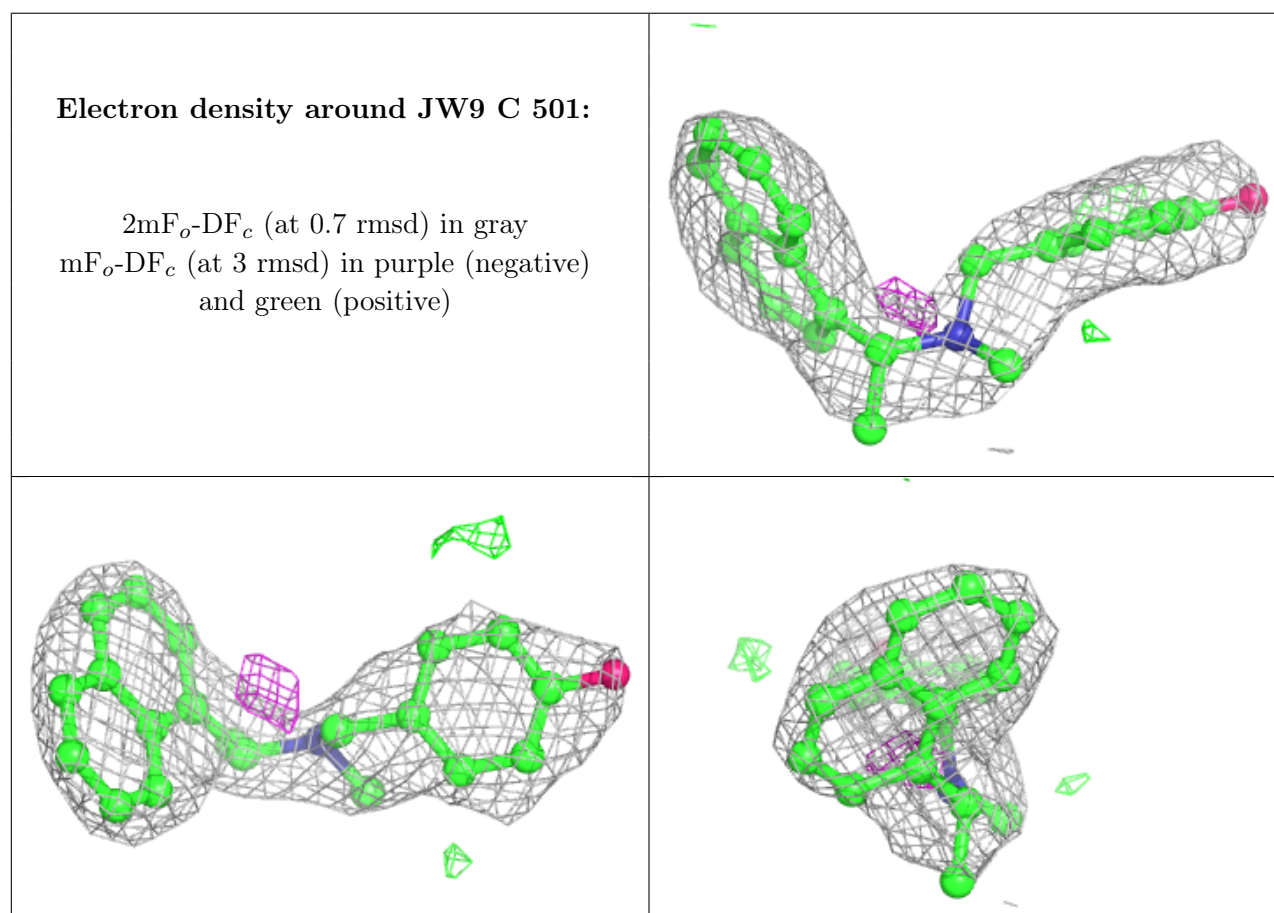 Electron density around JW9 C 501:
2mFₒ-DF𝒸 (at 0.7 rmsd) in gray
mFₒ-DF𝒸 (at 3 rmsd) in purple (negative)
and green (positive)